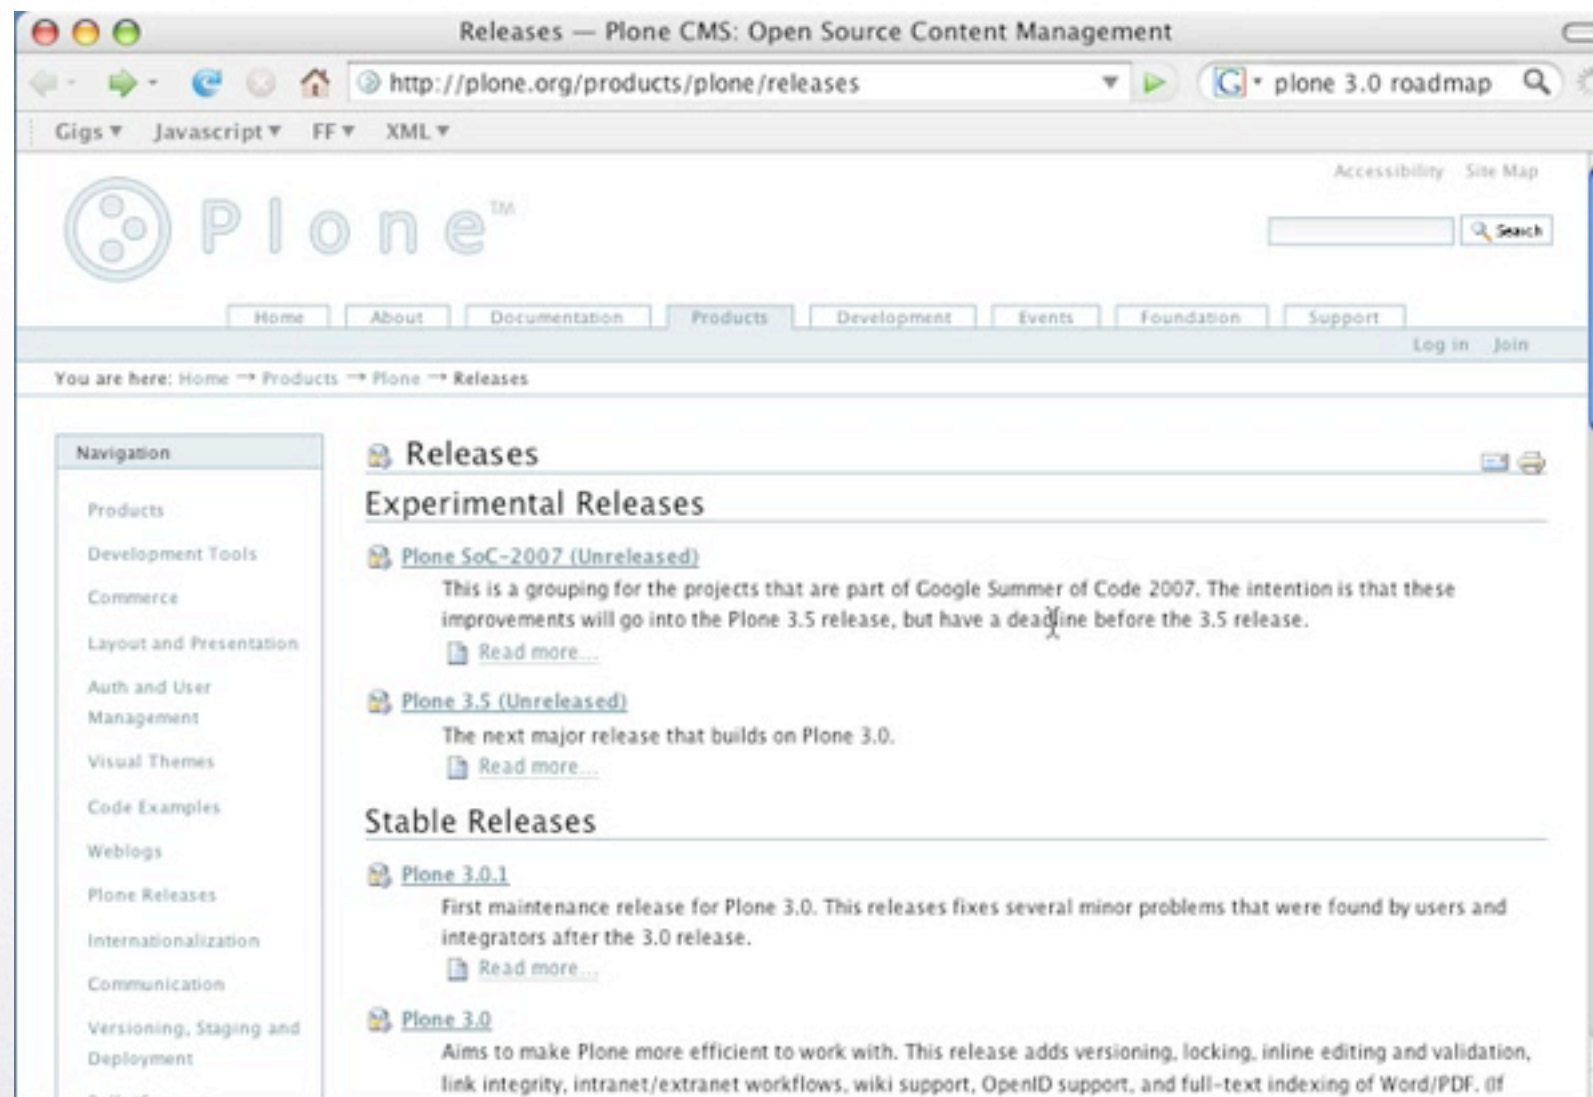 Releases — Plone CMS: Open Source Content Management
http://plone.org/products/plone/releases
plone 3.0 roadmap
Gigs Javascript FF XML
Accessibility Site Map
Plone™
Search
Home About Documentation Products Development Events Foundation Support
Log in Join
You are here: Home → Products → Plone → Releases
Navigation
Products
Development Tools
Commerce
Layout and Presentation
Auth and User
Management
Visual Themes
Code Examples
Weblogs
Plone Releases
Internationalization
Communication
Versioning, Staging and
Deployment
Releases
Experimental Releases
Plone SoC-2007 (Unreleased)
This is a grouping for the projects that are part of Google Summer of Code 2007. The intention is that these
improvements will go into the Plone 3.5 release, but have a deadline before the 3.5 release.
Read more...
Plone 3.5 (Unreleased)
The next major release that builds on Plone 3.0.
Read more...
Stable Releases
Plone 3.0.1
First maintenance release for Plone 3.0. This releases fixes several minor problems that were found by users and
integrators after the 3.0 release.
Read more...
Plone 3.0
Aims to make Plone more efficient to work with. This release adds versioning, locking, inline editing and validation,
link integrity, intranet/extranet workflows, wiki support, OpenID support, and full-text indexing of Word/PDF. (If